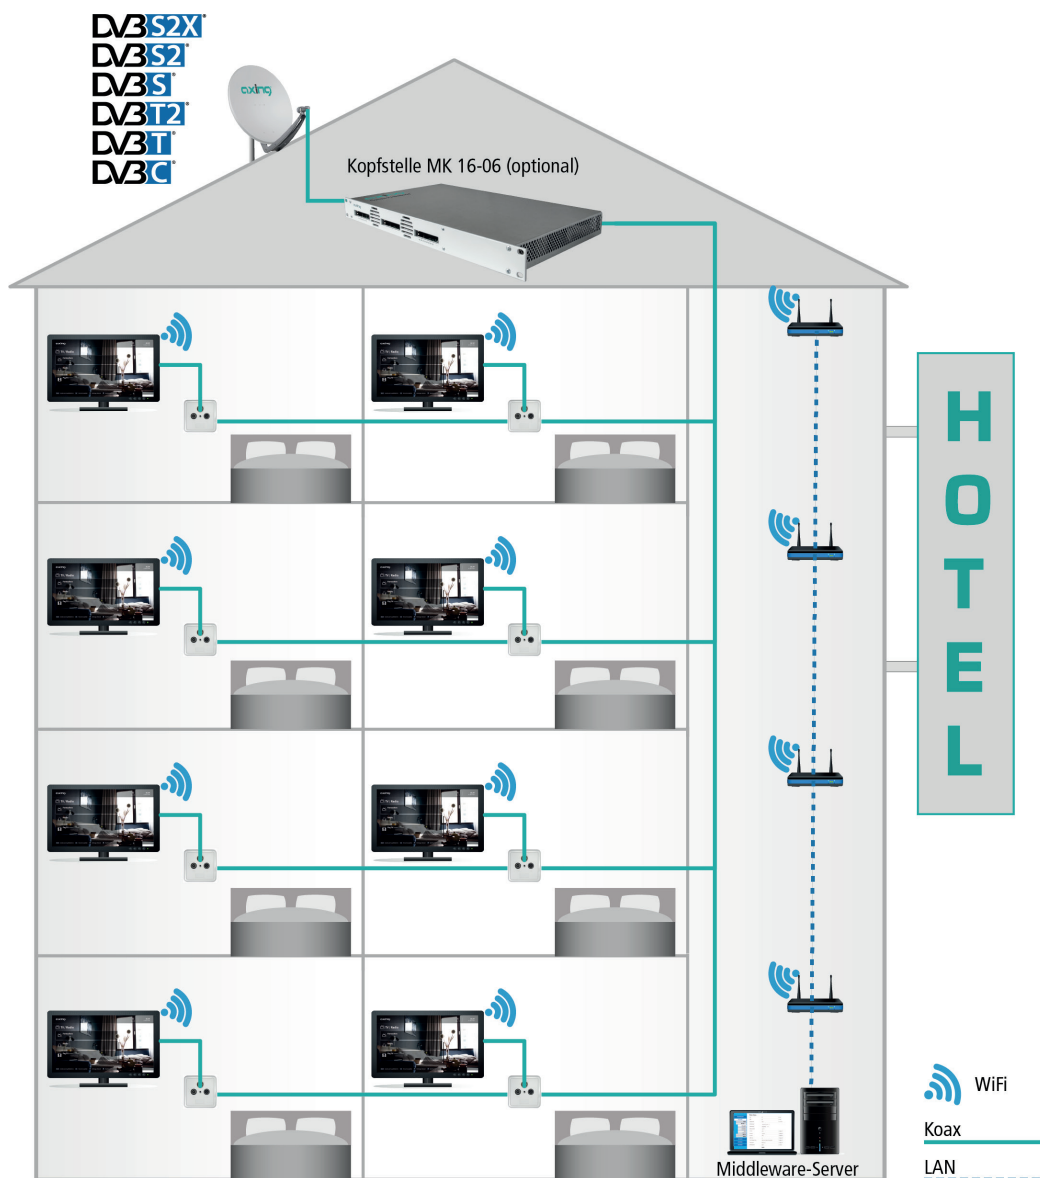 DVB S2X
DVB S2
DVB S
DVB T2
DVB T
DVB C
axing
Kopfstelle MK 16-06 (optional)
HOTEL
WiFi
Koax
LAN
Middleware-Server